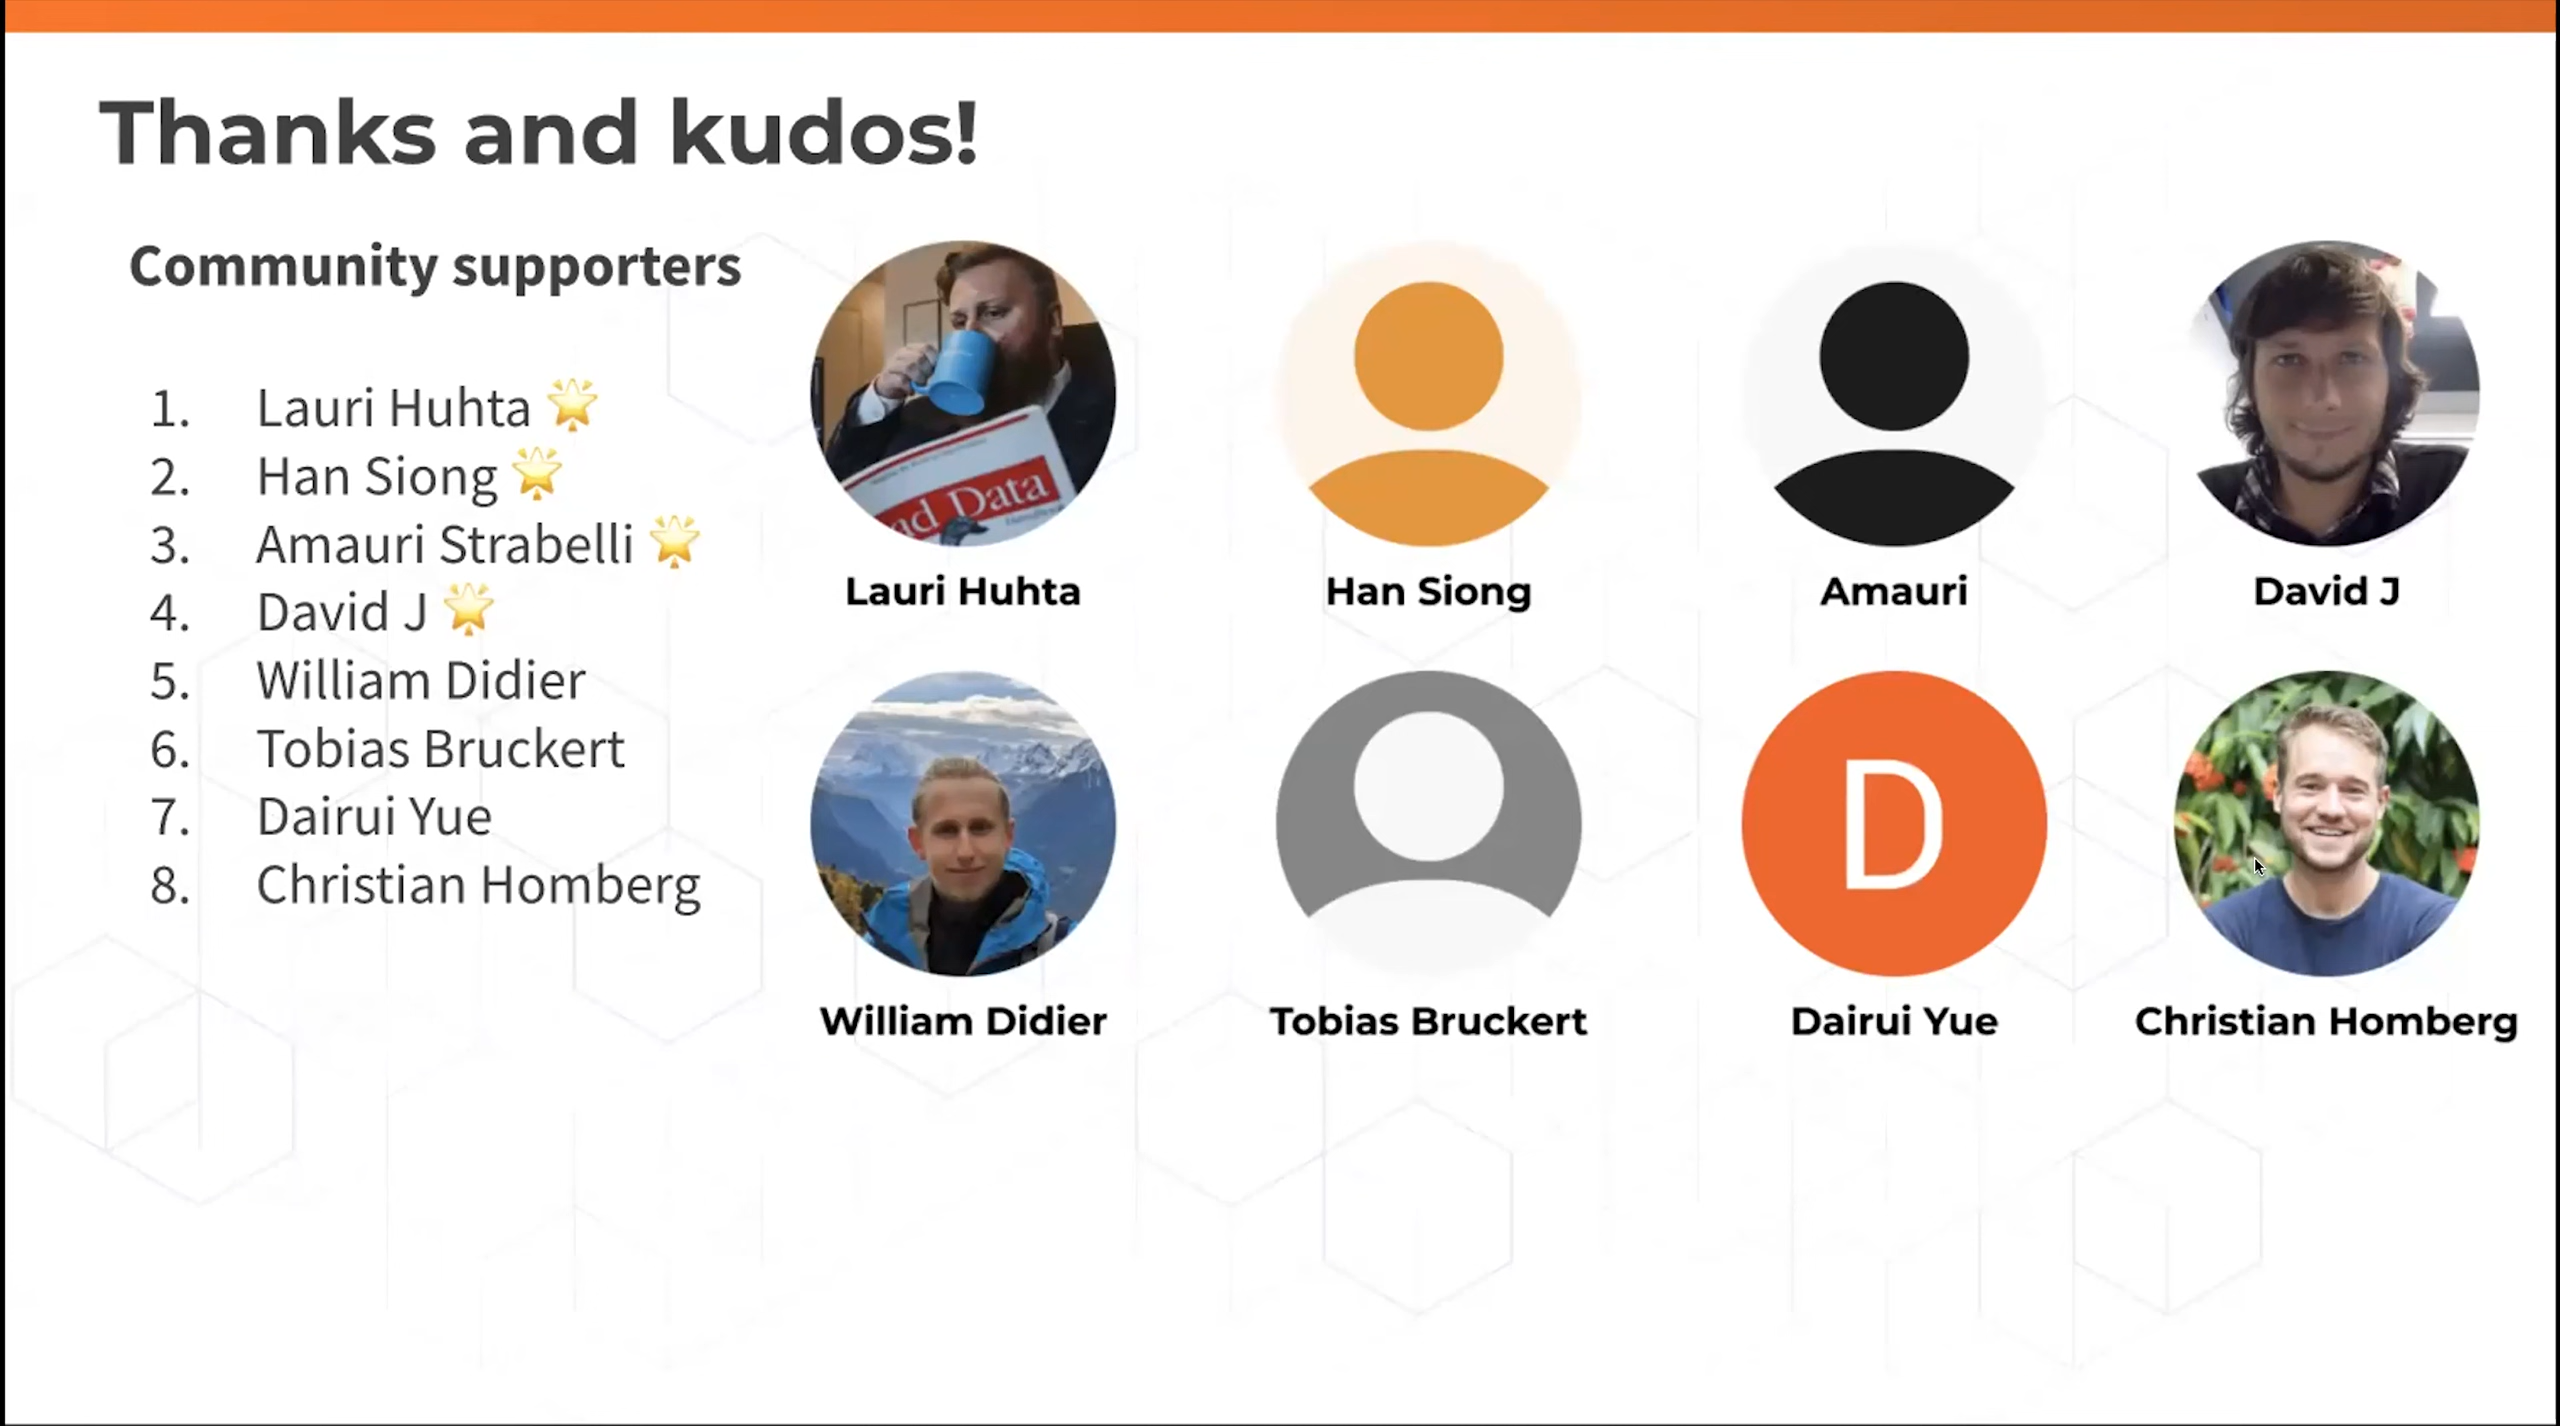 Thanks and kudos!
Community supporters
1. Lauri Huhta 🌟
2. Han Siong 🌟
3. Amauri Strabelli 🌟
4. David J 🌟
5. William Didier
6. Tobias Bruckert
7. Dairui Yue
8. Christian Homberg
ad Data
Lauri Huhta
Han Siong
Amauri
David J
D
William Didier
Tobias Bruckert
Dairui Yue
Christian Homberg